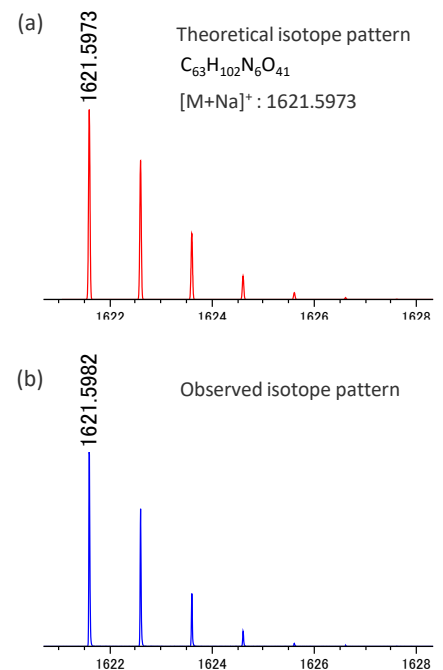 (a)
1621.5973
Theoretical isotope pattern
C₆₃H₁₀₂N₆O₄₁
[M+Na]⁺ : 1621.5973
1622 1624 1626 1628
(b)
1621.5982
Observed isotope pattern
1622 1624 1626 1628